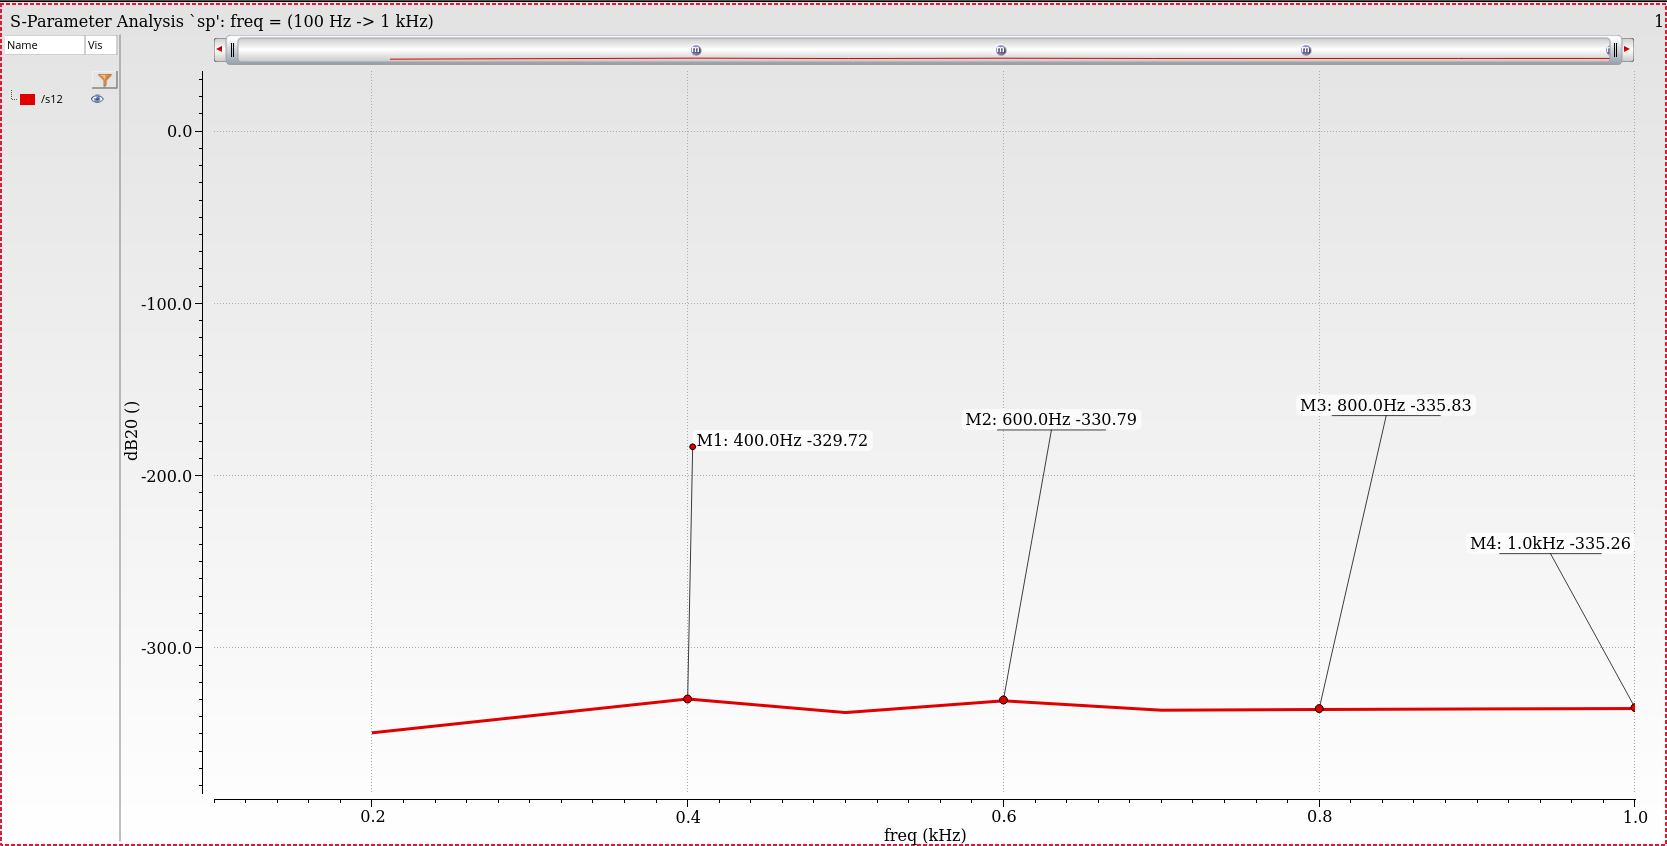 S-Parameter Analysis `sp': freq = (100 Hz -> 1 kHz)
1
Name Vis
/s12
0.0
-100.0
-200.0
-300.0
dB20 ()
M1: 400.0Hz -329.72
M2: 600.0Hz -330.79
M3: 800.0Hz -335.83
M4: 1.0kHz -335.26
0.2 0.4 0.6 0.8 1.0
freq (kHz)